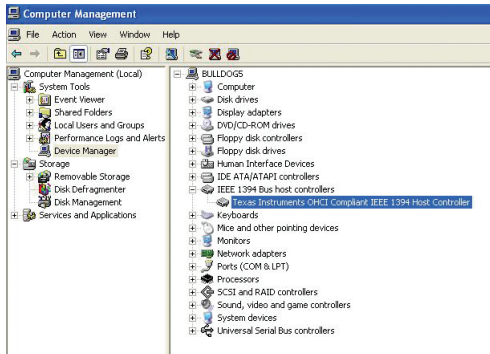 Computer Management
File Action View Window Help
Computer Management (Local)
System Tools
Event Viewer
Shared Folders
Local Users and Groups
Performance Logs and Alerts
Device Manager
Storage
Removable Storage
Disk Defragmenter
Disk Management
Services and Applications
BULLDOG5
Computer
Disk drives
Display adapters
DVD/CD-ROM drives
Floppy disk controllers
Floppy disk drives
Human Interface Devices
IDE ATA/ATAPI controllers
IEEE 1394 Bus host controllers
Texas Instruments OHCI Compliant IEEE 1394 Host Controller
Keyboards
Mice and other pointing devices
Monitors
Network adapters
Ports (COM & LPT)
Processors
SCSI and RAID controllers
Sound, video and game controllers
System devices
Universal Serial Bus controllers